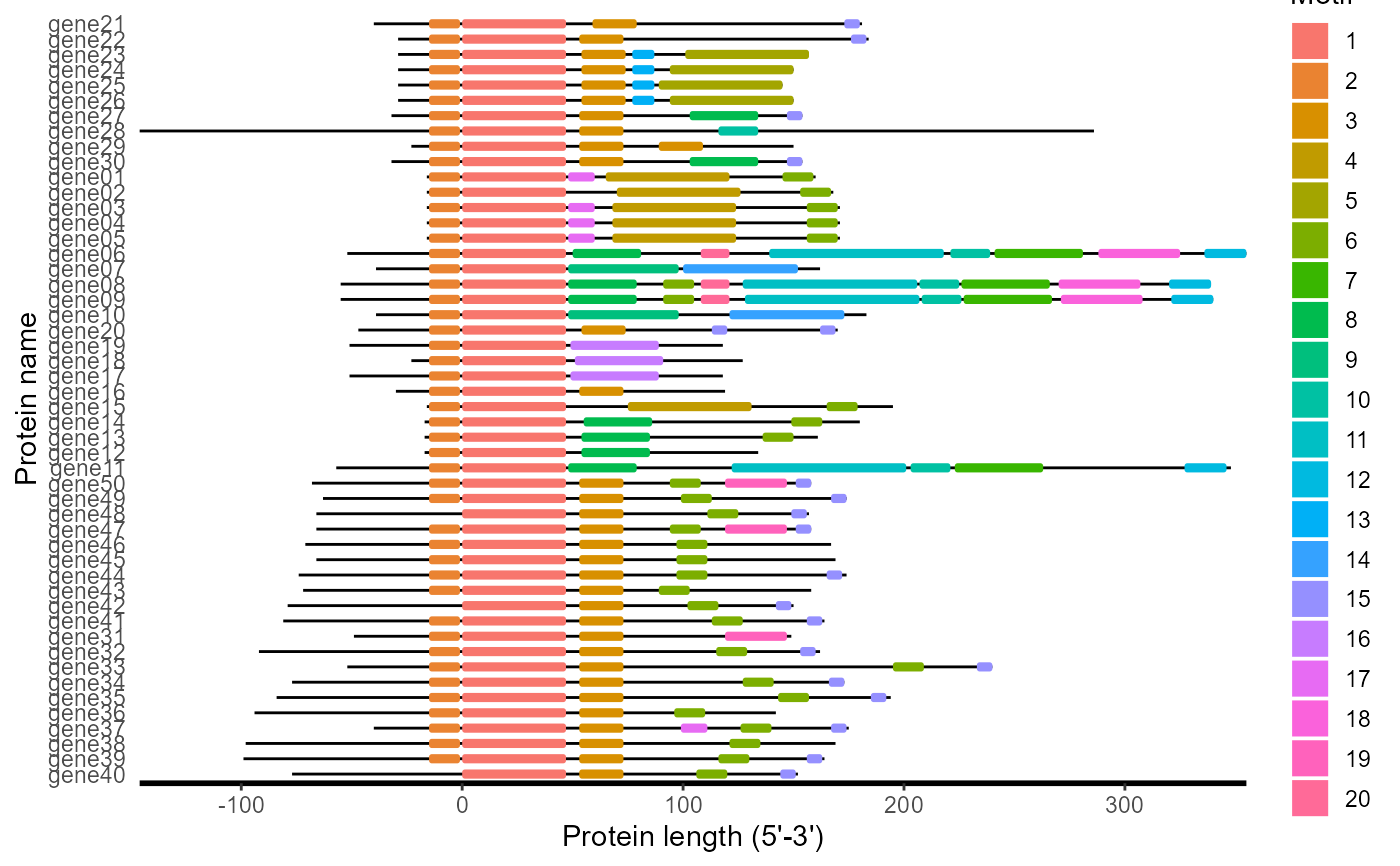 Motif
gene21
gene22
gene23
gene24
gene25
gene26
gene27
gene28
gene29
gene30
gene01
gene02
gene03
gene04
gene05
gene06
gene07
gene08
gene09
gene10
gene20
gene19
gene18
gene17
gene16
gene15
gene14
gene13
gene12
gene11
gene50
gene49
gene48
gene47
gene46
gene45
gene44
gene43
gene42
gene41
gene31
gene32
gene33
gene34
gene35
gene36
gene37
gene38
gene39
gene40
Protein name
-100
0
100
200
300
Protein length (5'-3')
1
2
3
4
5
6
7
8
9
10
11
12
13
14
15
16
17
18
19
20